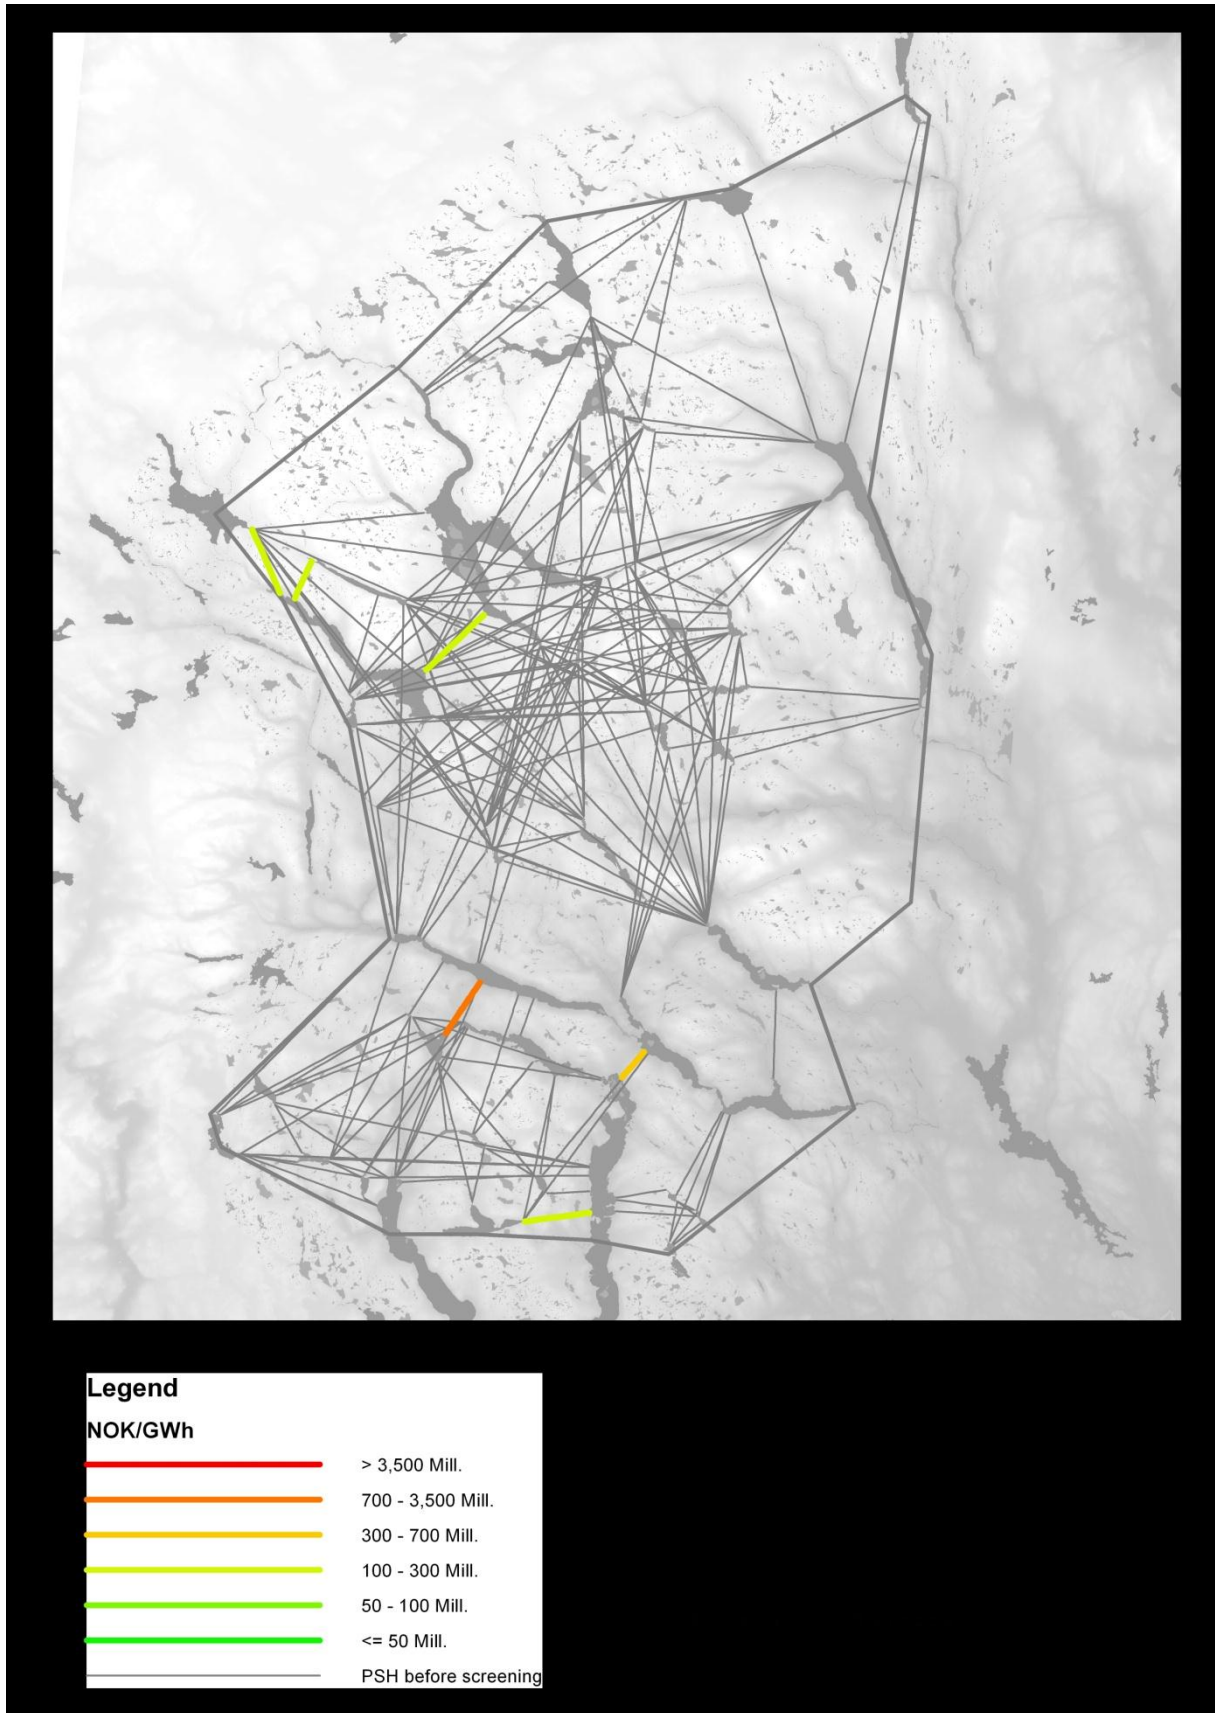 Legend
NOK/GWh
> 3,500 Mill.
700 - 3,500 Mill.
300 - 700 Mill.
100 - 300 Mill.
50 - 100 Mill.
<= 50 Mill.
PSH before screening